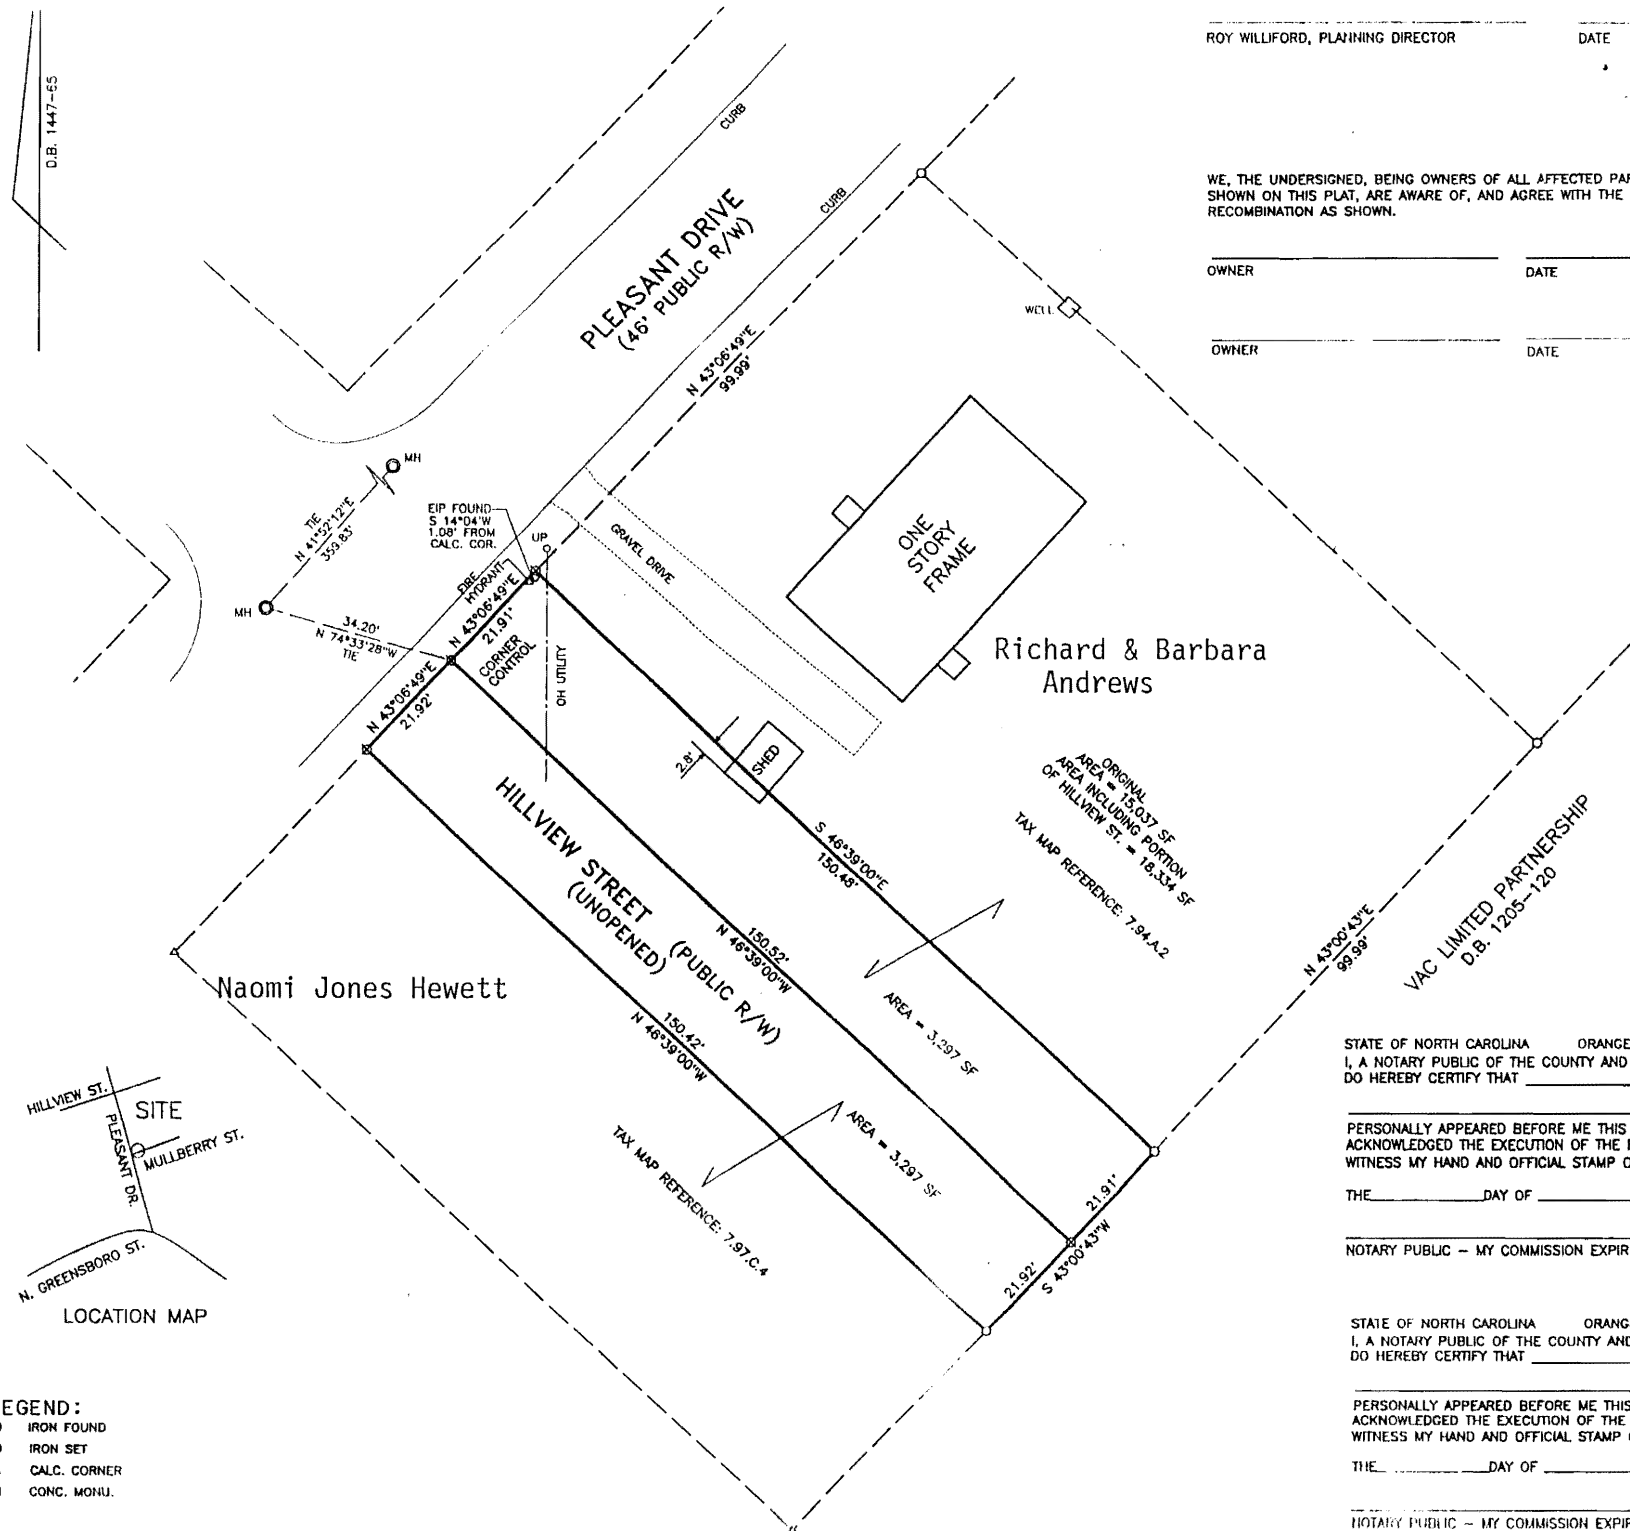 D.B. 1447-65
ROY WILLIFORD, PLANNING DIRECTOR
DATE
WE, THE UNDERSIGNED, BEING OWNERS OF ALL AFFECTED PAR
SHOWN ON THIS PLAT, ARE AWARE OF, AND AGREE WITH THE
RECOMBINATION AS SHOWN.
OWNER
DATE
OWNER
DATE
CURB
CURB
PLEASANT DRIVE
(46' PUBLIC R/W)
N 43°06'49"E
99.99'
WELL
MH
TIE
N 41°52'12"E
359.83'
MH
34.20'
N 74°33'28"W
TIE
EIP FOUND
S 14°04'W
1.08' FROM
CALC. COR.
UP
FIRE
HYDRANT
N 43°06'49"E
21.91'
CORNER
CONTROL
N 43°06'49"E
21.92'
OH UTILITY
GRAVEL DRIVE
ONE
STORY
FRAME
Richard & Barbara
Andrews
2.8'
SHED
ORIGINAL
AREA = 15,037 SF
AREA INCLUDING PORTION
OF HILLVIEW ST. = 18,334 SF
TAX MAP REFERENCE: 7.94.A.2
S 46°39'00"E
150.48'
HILLVIEW STREET
(UNOPENED)
(PUBLIC R/W)
150.52'
N 46°39'00"W
AREA = 3,297 SF
N 43°00'43"E
99.99'
VAC LIMITED PARTNERSHIP
D.B. 1205-120
Naomi Jones Hewett
150.42'
N 46°39'00"W
AREA = 3,297 SF
TAX MAP REFERENCE: 7.97.C.4
21.91'
21.92'
S 43°00'43"W
HILLVIEW ST.
SITE
PLEASANT DR.
MULLBERRY ST.
N. GREENSBORO ST.
LOCATION MAP
EGEND:
IRON FOUND
IRON SET
CALC. CORNER
CONC. MONU.
STATE OF NORTH CAROLINA ORANGE
I, A NOTARY PUBLIC OF THE COUNTY AND
DO HEREBY CERTIFY THAT
PERSONALLY APPEARED BEFORE ME THIS
ACKNOWLEDGED THE EXECUTION OF THE
WITNESS MY HAND AND OFFICIAL STAMP O
THE DAY OF
NOTARY PUBLIC - MY COMMISSION EXPIR
STATE OF NORTH CAROLINA ORANG
I, A NOTARY PUBLIC OF THE COUNTY AND
DO HEREBY CERTIFY THAT
PERSONALLY APPEARED BEFORE ME THIS
ACKNOWLEDGED THE EXECUTION OF THE
WITNESS MY HAND AND OFFICIAL STAMP
THE DAY OF
NOTARY PUBLIC - MY COMMISSION EXPIR